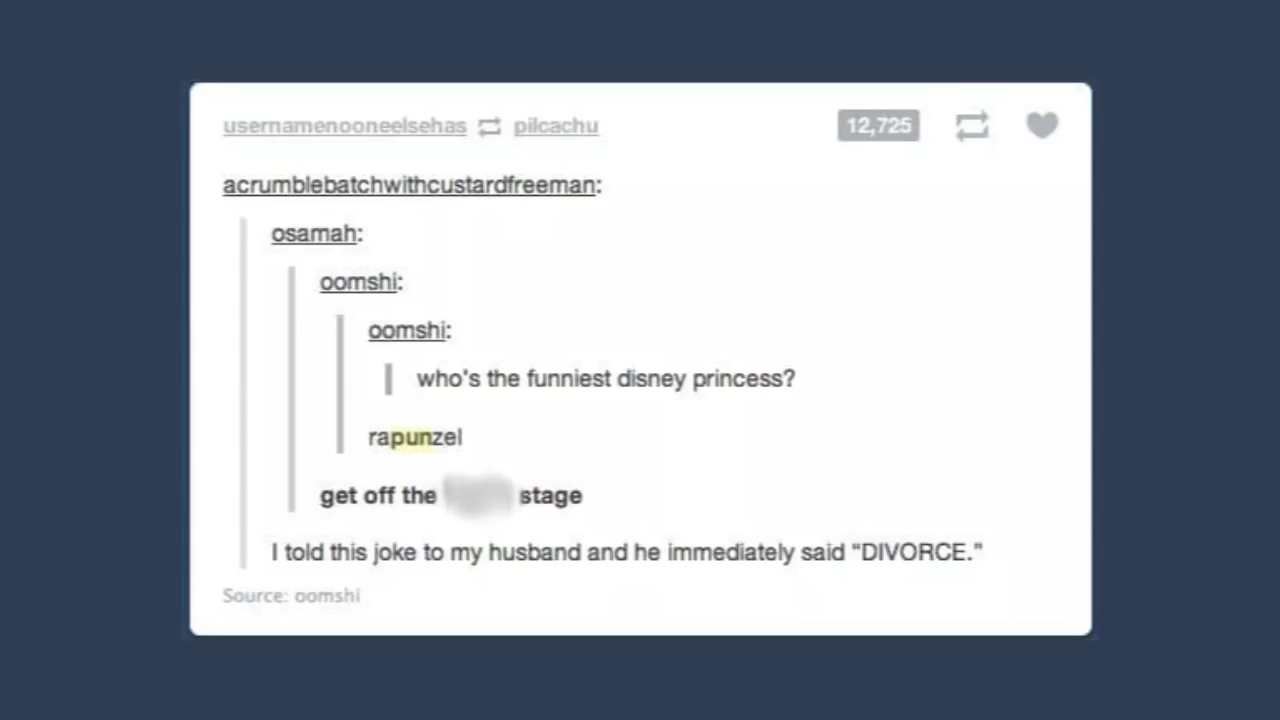 usernamenooneelsehas pilcachu 12,725
acrumblebatchwithcustardfreeman:
osamah:
oomshi:
oomshi:
who's the funniest disney princess?
rapunzel
get off the stage
I told this joke to my husband and he immediately said "DIVORCE."
Source: oomshi